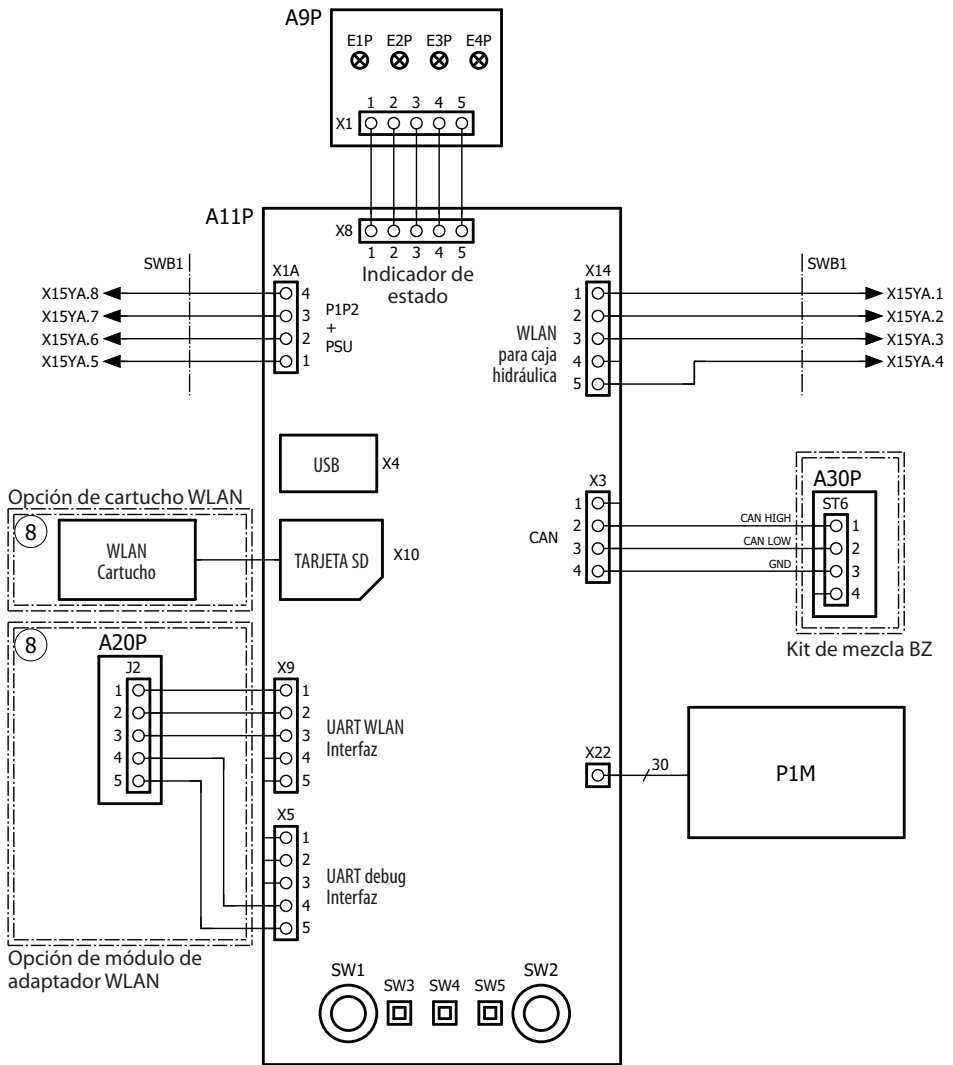 A9P
E1P E2P E3P E4P
1 2 3 4 5
X1
A11P
X8
1 2 3 4 5
Indicador de
estado
SWB1
X1A
X15YA.8
4
X15YA.7
3
X15YA.6
2
X15YA.5
1
P1P2
+
PSU
X14
SWB1
1
X15YA.1
2
X15YA.2
3
X15YA.3
4
5
X15YA.4
WLAN
para caja
hidráulica
USB
X4
Opción de cartucho WLAN
8
WLAN
Cartucho
TARJETA SD
X10
X3
1
2
3
4
CAN
CAN HIGH
CAN LOW
GND
A30P
ST6
1
2
3
4
Kit de mezcla BZ
8
A20P
J2
1
2
3
4
5
X9
1
2
3
4
5
UART WLAN
Interfaz
X5
1
2
3
4
5
UART debug
Interfaz
Opción de módulo de
adaptador WLAN
X22
30
P1M
SW1
SW3 SW4 SW5
SW2